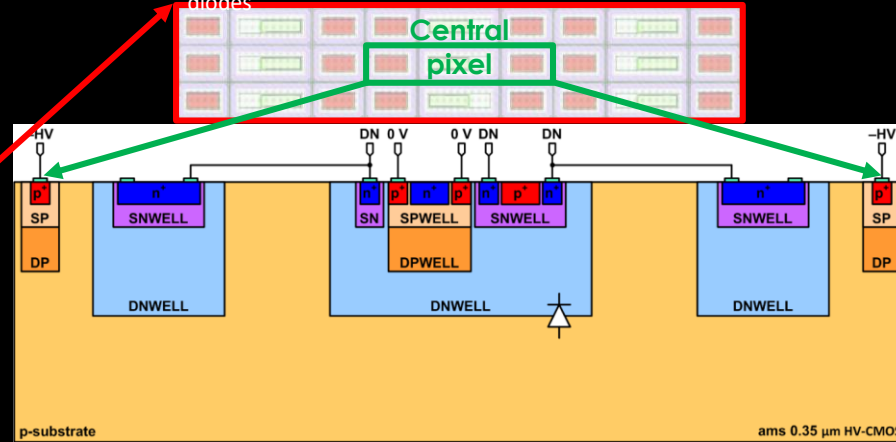 diodes
Central
pixel
–HV DN 0 V 0 V DN DN –HV
p+ n+ n+ p+ n+ p+ n+ p+ n+ n+ p+
SP SNWELL SN SPWELL SNWELL SNWELL SP
DP DPWELL DP
DNWELL DNWELL DNWELL
p-substrate ams 0.35 µm HV-CMOS